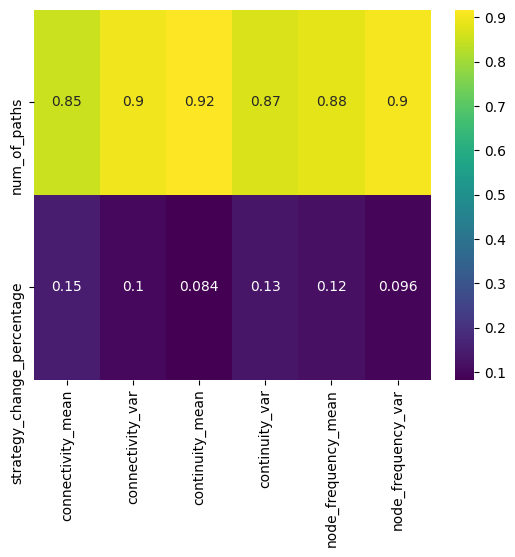 num_of_paths
0.85 0.9 0.92 0.87 0.88 0.9
strategy_change_percentage
0.15 0.1 0.084 0.13 0.12 0.096
connectivity_mean
connectivity_var
continuity_mean
continuity_var
node_frequency_mean
node_frequency_var
0.9
0.8
0.7
0.6
0.5
0.4
0.3
0.2
0.1